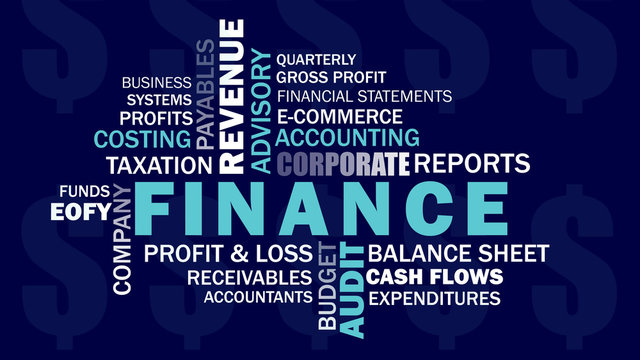 QUARTERLY
GROSS PROFIT
FINANCIAL STATEMENTS
E-COMMERCE
ACCOUNTING
CORPORATE REPORTS
BUSINESS
SYSTEMS
PROFITS
COSTING
TAXATION
PAYABLES
REVENUE
ADVISORY
FUNDS
EOFY
COMPANY
FINANCE
PROFIT & LOSS
RECEIVABLES
ACCOUNTANTS
BUDGET
AUDIT
BALANCE SHEET
CASH FLOWS
EXPENDITURES
$ $ $ $ $ $
$ $
$ $ $ $ $ $